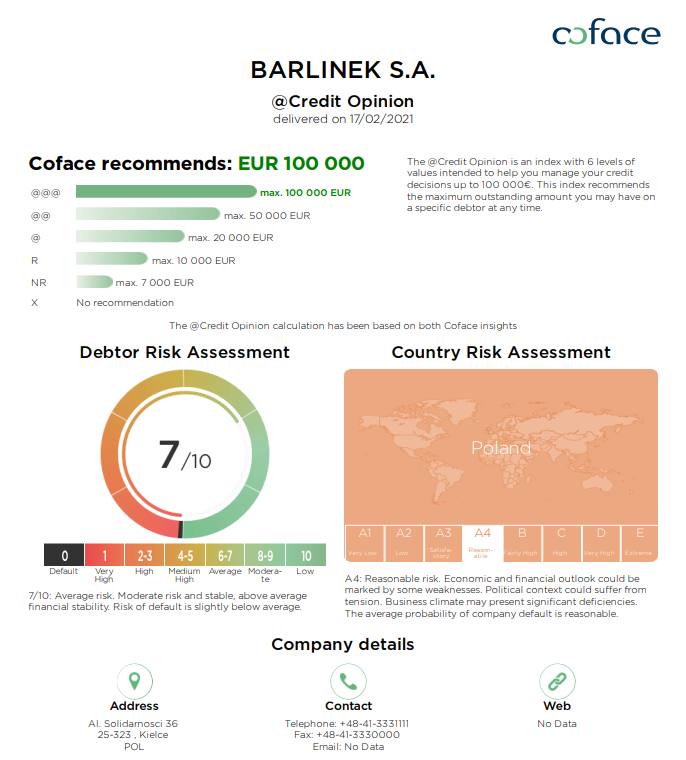 coface
BARLINEK S.A.
@Credit Opinion
delivered on 17/02/2021
Coface recommends: EUR 100 000
@@@ max. 100 000 EUR
@@ max. 50 000 EUR
@ max. 20 000 EUR
R max. 10 000 EUR
NR max. 7 000 EUR
X No recommendation
The @Credit Opinion is an index with 6 levels of
values intended to help you manage your credit
decisions up to 100 000€. This index recommends
the maximum outstanding amount you may have on
a specific debtor at any time.
The @Credit Opinion calculation has been based on both Coface insights
Debtor Risk Assessment
7/10
0 1 2-3 4-5 6-7 8-9 10
Default Very High Medium Average Modera- Low
High High te
7/10: Average risk. Moderate risk and stable, above average
financial stability. Risk of default is slightly below average.
Country Risk Assessment
Poland
A1 A2 A3 A4 B C D E
Very Low Low Satisfa- Reason- Fairly High High Very High Extreme
ctory able
A4: Reasonable risk. Economic and financial outlook could be
marked by some weaknesses. Political context could suffer from
tension. Business climate may present significant deficiencies.
The average probability of company default is reasonable.
Company details
Address
Al. Solidarnosci 36
25-323 , Kielce
POL
Contact
Telephone: +48-41-3331111
Fax: +48-41-3330000
Email: No Data
Web
No Data